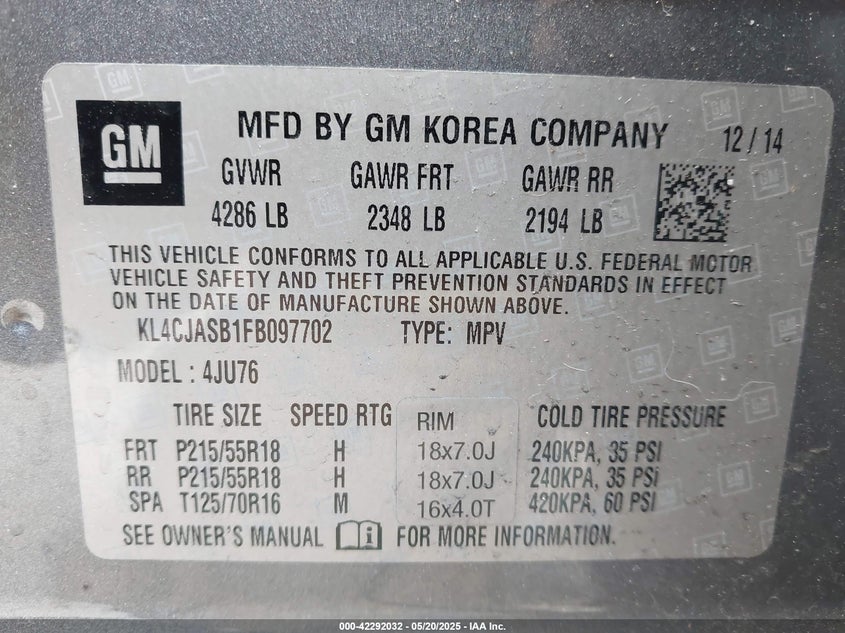 GM MFD BY GM KOREA COMPANY 12/14
GVWR GAWR FRT GAWR RR
4286 LB 2348 LB 2194 LB
THIS VEHICLE CONFORMS TO ALL APPLICABLE U.S. FEDERAL MOTOR
VEHICLE SAFETY AND THEFT PREVENTION STANDARDS IN EFFECT
ON THE DATE OF MANUFACTURE SHOWN ABOVE.
KL4CJASB1FB097702 TYPE: MPV
MODEL : 4JU76
TIRE SIZE SPEED RTG RIM COLD TIRE PRESSURE
FRT P215/55R18 H 18x7.0J 240KPA, 35 PSI
RR P215/55R18 H 18x7.0J 240KPA, 35 PSi
SPA T125/70R16 M 16x4.0T 420KPA, 60 PSI
SEE OWNER'S MANUAL i FOR MORE INFORMATION.
000-42292032 - 05/20/2025 - IAA Inc.